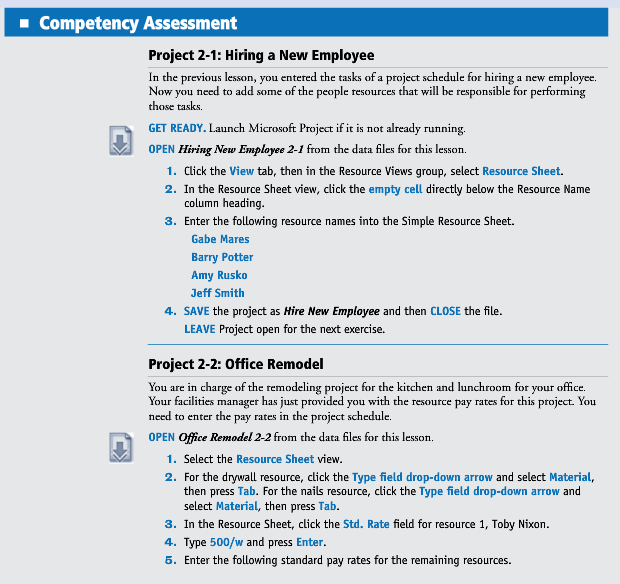 Competency Assessment
Project 2-1: Hiring a New Employee
In the previous lesson, you entered the tasks of a project schedule for hiring a new employee.
Now you need to add some of the people resources that will be responsible for performing
those tasks.
GET READY. Launch Microsoft Project if it is not already running.
OPEN Hiring New Employee 2-1 from the data files for this lesson.
1. Click the View tab, then in the Resource Views group, select Resource Sheet.
2. In the Resource Sheet view, click the empty cell directly below the Resource Name
column heading.
3. Enter the following resource names into the Simple Resource Sheet.
Gabe Mares
Barry Potter
Amy Rusko
Jeff Smith
4. SAVE the project as Hire New Employee and then CLOSE the file.
LEAVE Project open for the next exercise.
Project 2-2: Office Remodel
You are in charge of the remodeling project for the kitchen and lunchroom for your office.
Your facilities manager has just provided you with the resource pay rates for this project. You
need to enter the pay rates in the project schedule.
OPEN Office Remodel 2-2 from the data files for this lesson.
1. Select the Resource Sheet view.
2. For the drywall resource, click the Type field drop-down arrow and select Material,
then press Tab. For the nails resource, click the Type field drop-down arrow and
select Material, then press Tab.
3. In the Resource Sheet, click the Std. Rate field for resource 1, Toby Nixon.
4. Type 500/w and press Enter.
5. Enter the following standard pay rates for the remaining resources.